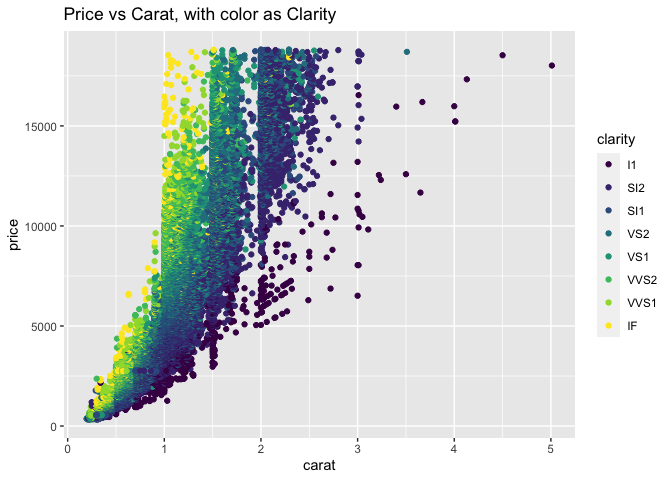 Price vs Carat, with color as Clarity
15000
10000
5000
0
price
0 1 2 3 4 5
carat
clarity
I1
SI2
SI1
VS2
VS1
VVS2
VVS1
IF